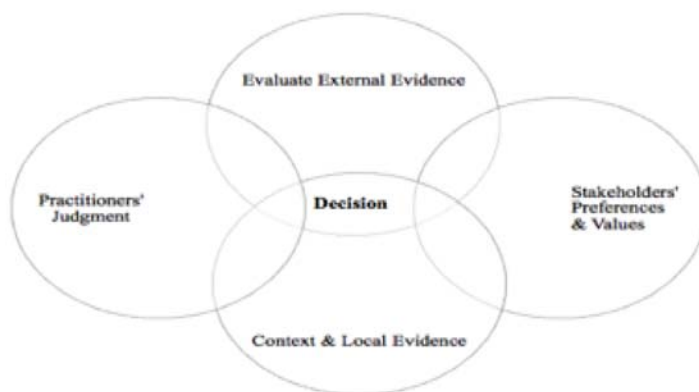 Evaluate External Evidence
Practitioners'
Judgment
Decision
Stakeholders'
Preferences
& Values
Context & Local Evidence